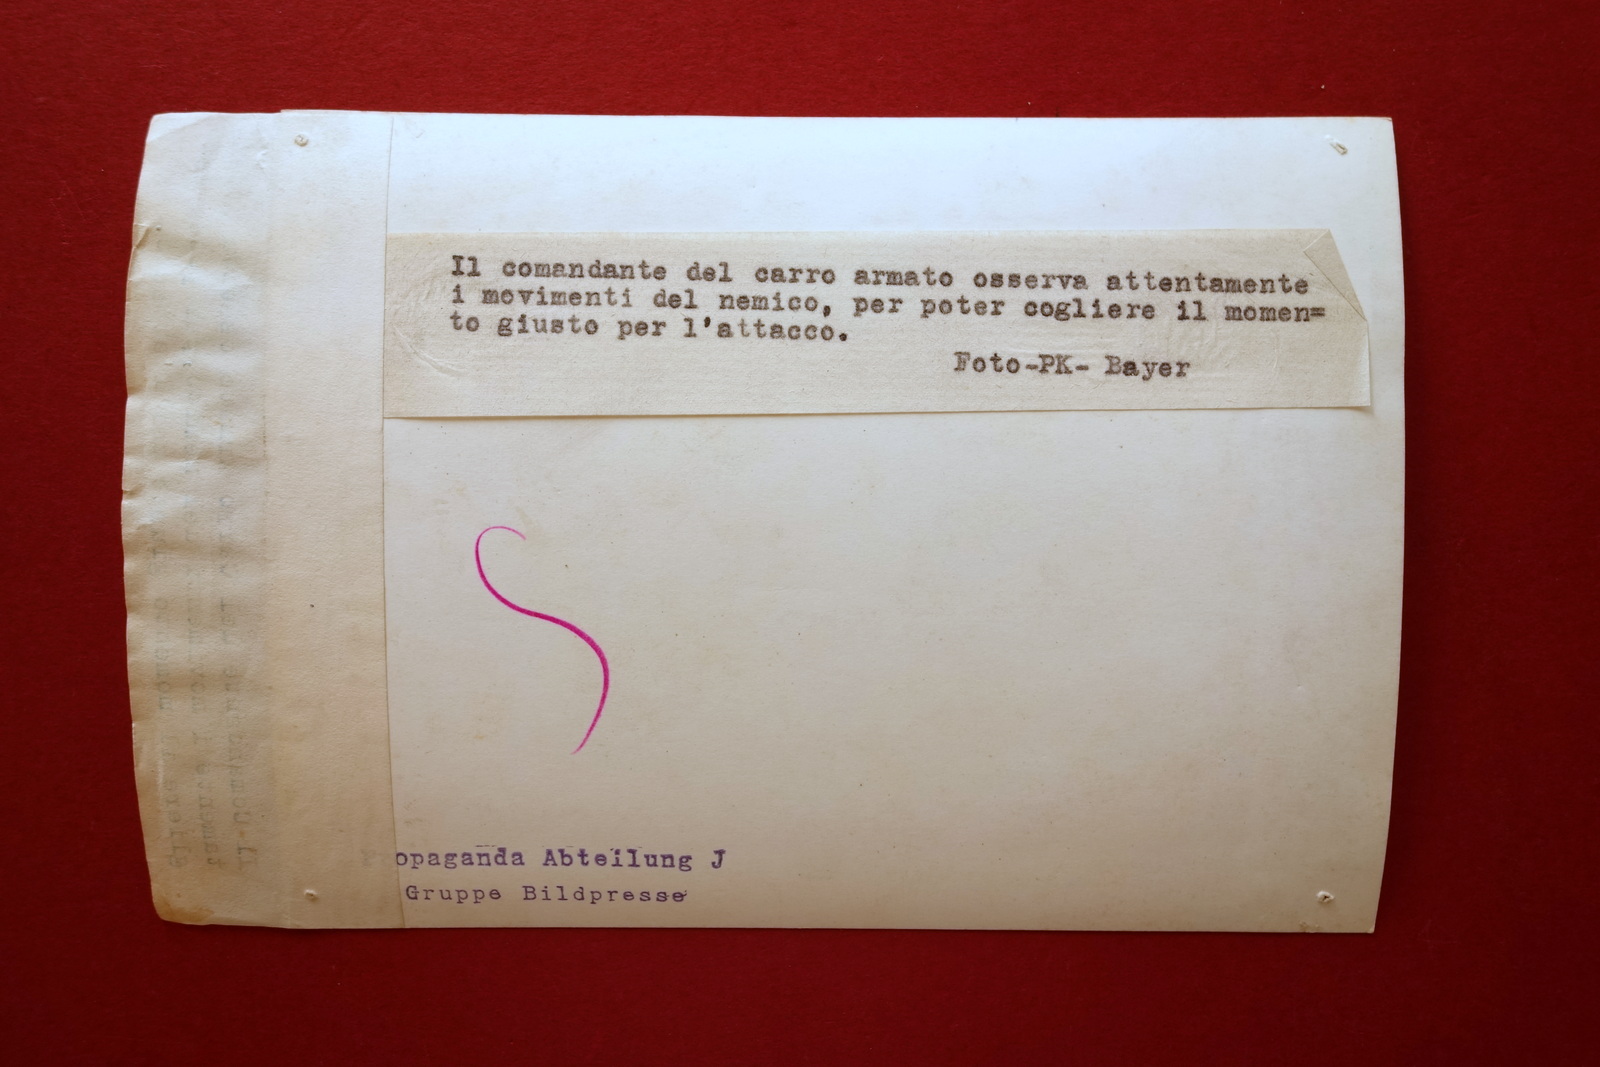 Il comandante del carro armato osserva attentamente
i movimenti del nemico, per poter cogliere il momen=
to giusto per l'attacco.
Foto-PK- Bayer
opaganda Abteilung J
Gruppe Bildpresse